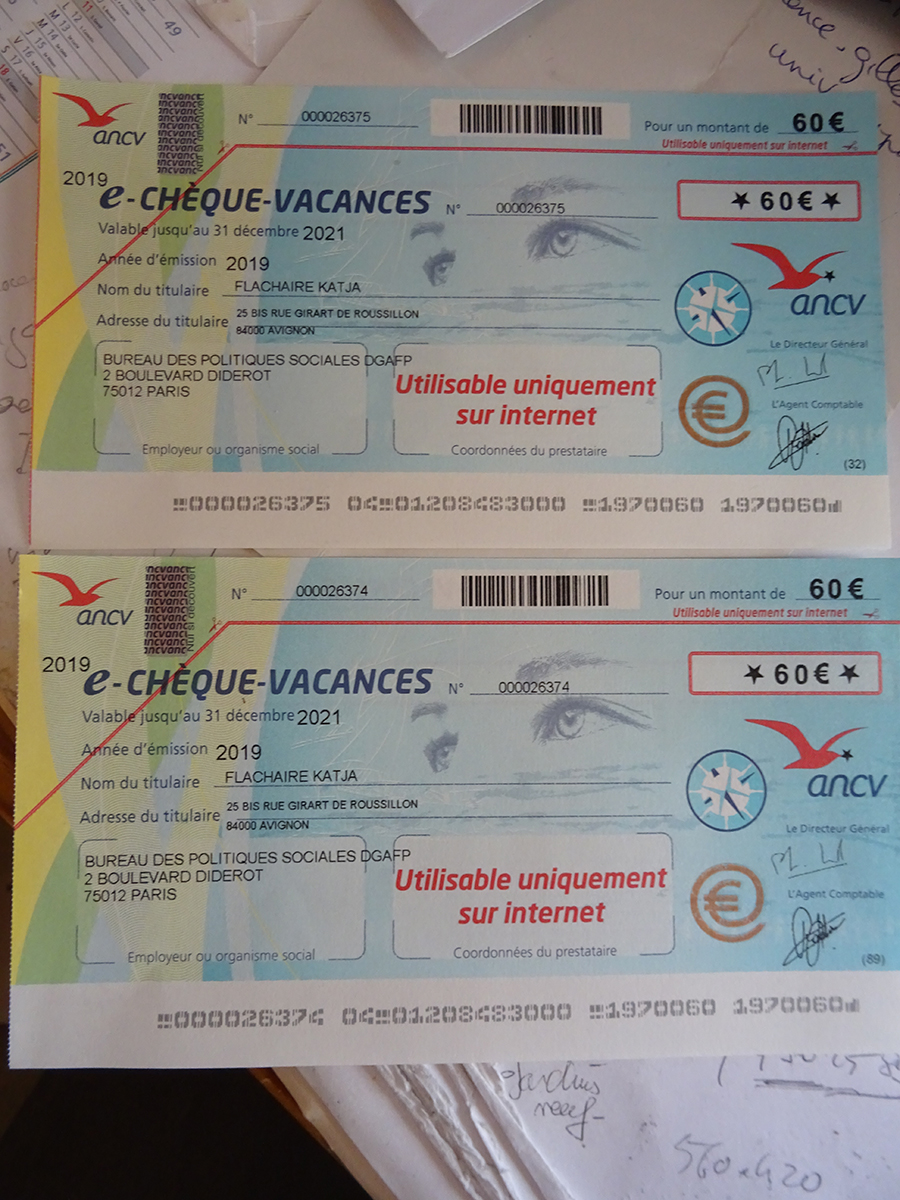 49
L 12
M 13
M 14
J 15
V 16
S 17
51
ancv
N° 000026375
Pour un montant de 60 €
Utilisable uniquement sur internet
2019
e-CHÈQUE-VACANCES N° 000026375
★ 60 € ★
Valable jusqu'au 31 décembre 2021
Année d'émission 2019
Nom du titulaire FLACHAIRE KATJA
Adresse du titulaire 25 BIS RUE GIRART DE ROUSSILLON
84000 AVIGNON
ancv
Le Directeur Général
BUREAU DES POLITIQUES SOCIALES DGAFP
2 BOULEVARD DIDEROT
75012 PARIS
Employeur ou organisme social
Utilisable uniquement
sur internet
Coordonnées du prestataire
L'Agent Comptable
(32)
000026375 04 01208483000 1970060 1970060
ancv
N° 000026374
Pour un montant de 60 €
Utilisable uniquement sur internet
2019
e-CHÈQUE-VACANCES N° 000026374
★ 60 € ★
Valable jusqu'au 31 décembre 2021
Année d'émission 2019
Nom du titulaire FLACHAIRE KATJA
Adresse du titulaire 25 BIS RUE GIRART DE ROUSSILLON
84000 AVIGNON
ancv
Le Directeur Général
BUREAU DES POLITIQUES SOCIALES DGAFP
2 BOULEVARD DIDEROT
75012 PARIS
Employeur ou organisme social
Utilisable uniquement
sur internet
Coordonnées du prestataire
L'Agent Comptable
(89)
000026374 04 01208483000 1970060 1970060